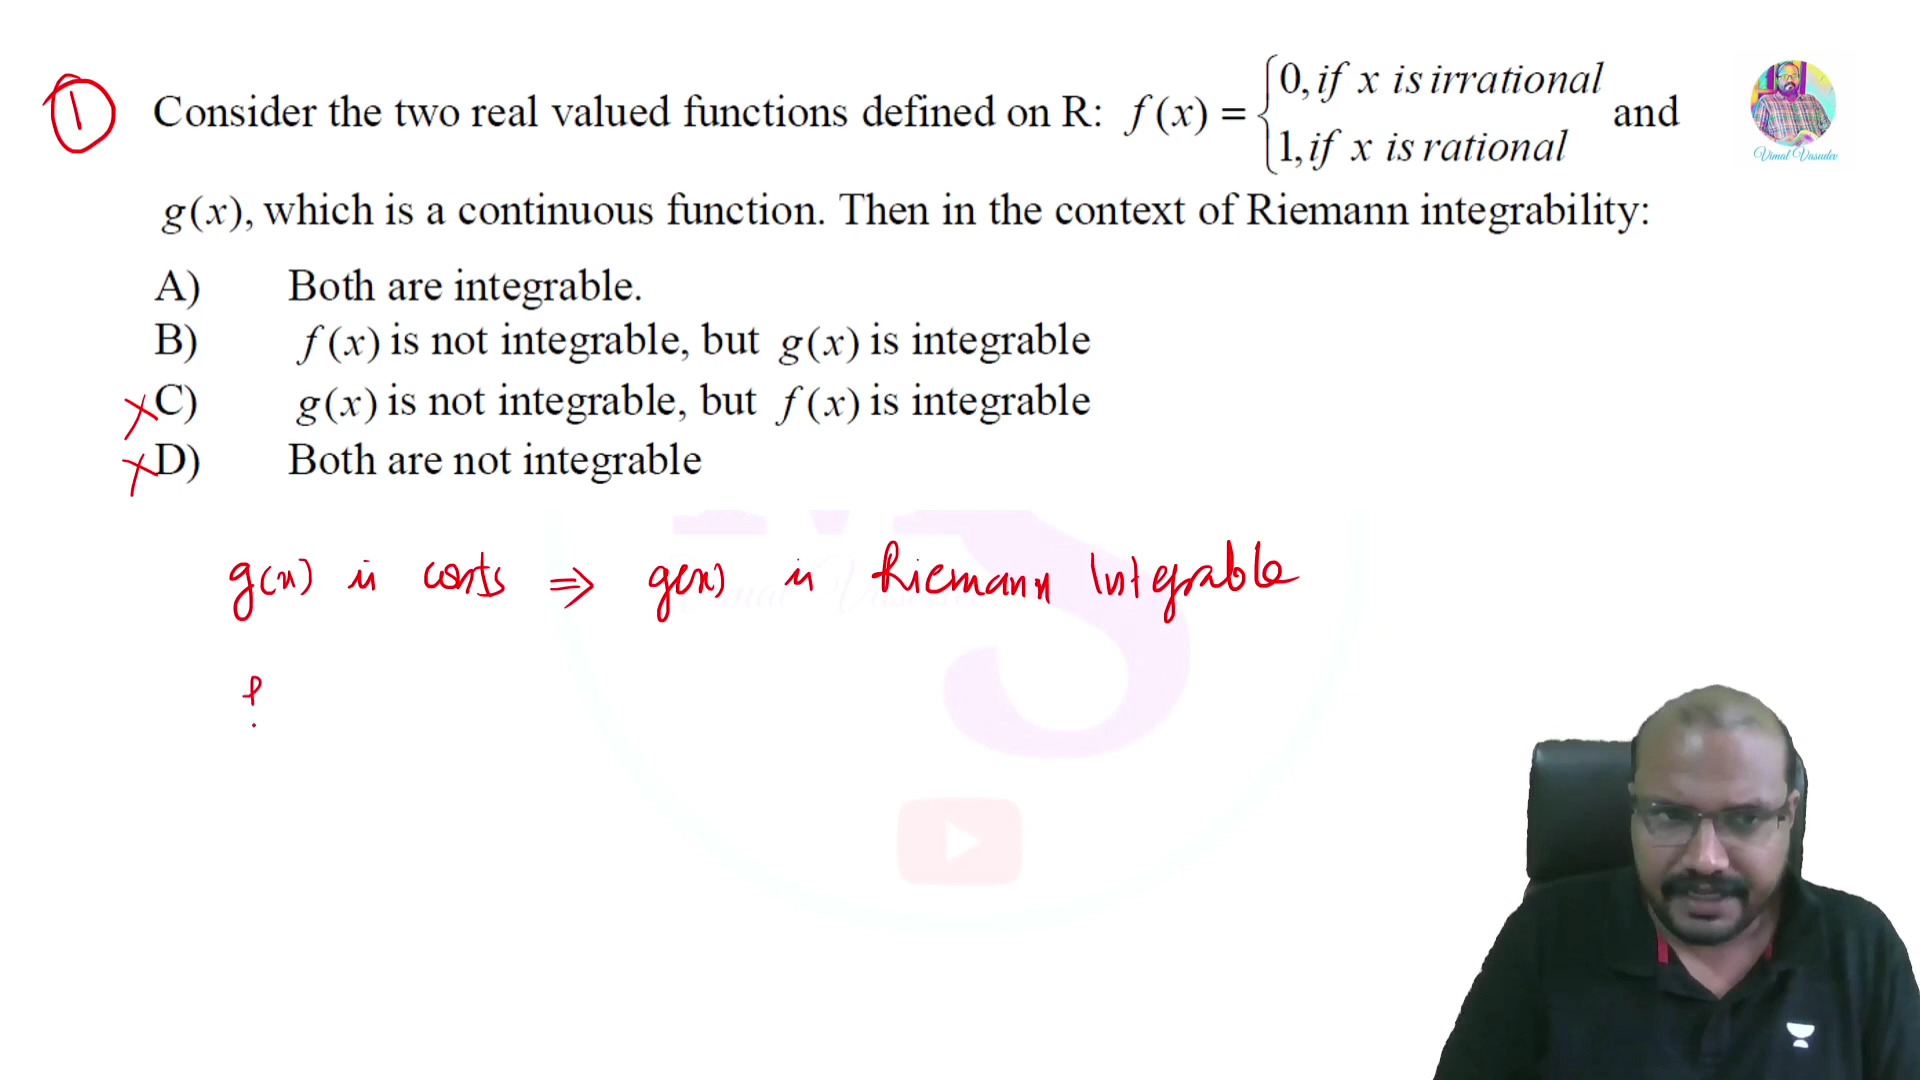 1 Consider the two real valued functions defined on R: f(x) = {0, if x is irrational
1, if x is rational and
Vimal Vasudev
g(x), which is a continuous function. Then in the context of Riemann integrability:
A) Both are integrable.
B) f(x) is not integrable, but g(x) is integrable
xC) g(x) is not integrable, but f(x) is integrable
xD) Both are not integrable
g(x) is conts ⇒ g(x) is Riemann Integrable
f